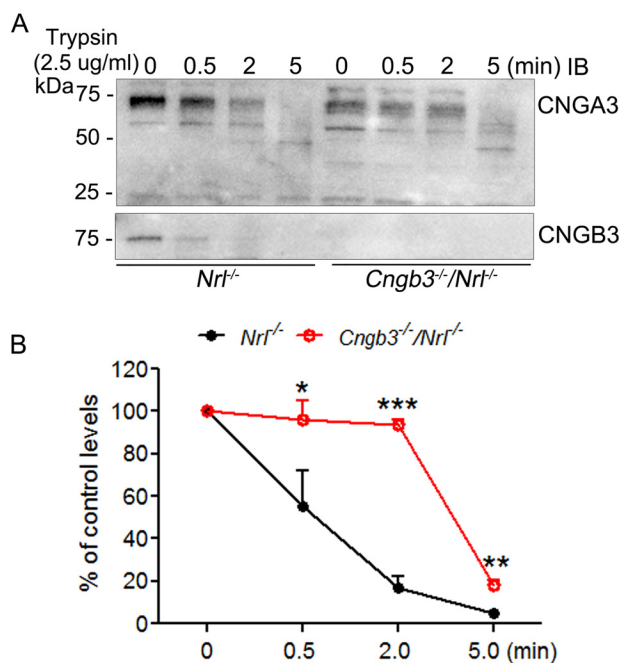 A
Trypsin
(2.5 ug/ml) 0 0.5 2 5 0 0.5 2 5 (min) IB
kDa
75 - CNGA3
50 -
25 -
75 - CNGB3
Nrl-/- Cngb3-/-/Nrl-/-
B
Nrl-/- Cngb3-/-/Nrl-/-
% of control levels
120
100
80
60
40
20
0
* *** **
0 0.5 2.0 5.0 (min)